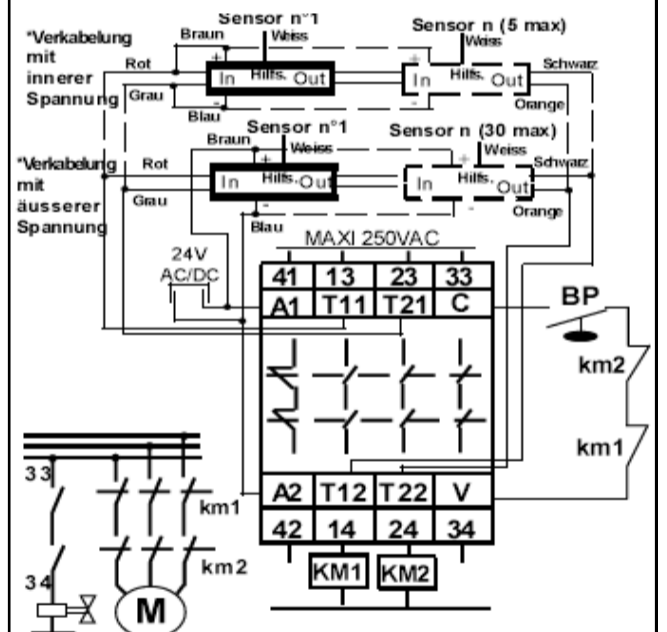 Sensor n°1
Sensor n (5 max)
*Verkabelung
mit
innerer
Spannung
Braun
Weiss
Weiss
Rot
+
+
Schwarz
In Hilfs. Out
In Hilfs. Out
Grau
-
-
Orange
Blau
Braun
Sensor n°1
Sensor n (30 max)
*Verkabelung
mit
äusserer
Spannung
Rot
+
Weiss
+
Weiss
Schwarz
In Hilfs. Out
In Hilfs. Out
Grau
-
-
Orange
Blau
MAXI 250VAC
24V
AC/DC
41 13 23 33
A1 T11 T21 C
BP
km2
km1
33
km1
A2 T12 T22 V
42 14 24 34
km2
KM1 KM2
34
M